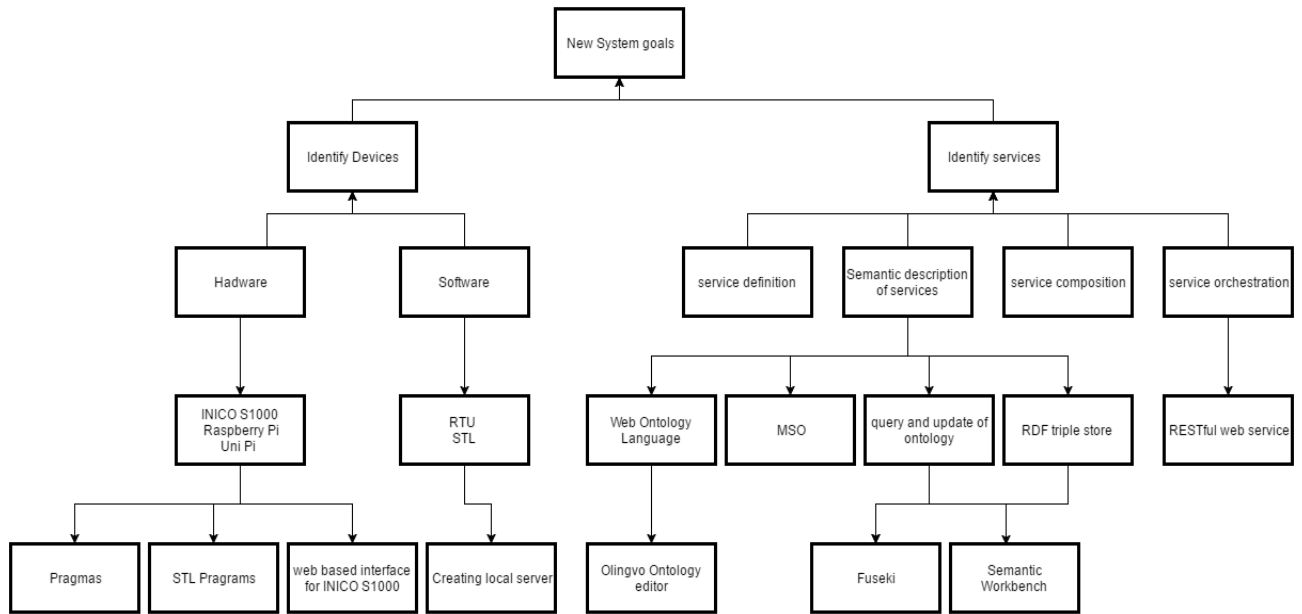 New System goals
Identify Devices
Identify services
Hadware
Software
service definition
Semantic description
of services
service composition
service orchestration
INICO S1000
Raspberry Pi
Uni Pi
RTU
STL
Web Ontology
Language
MSO
query and update of
ontology
RDF triple store
RESTful web service
Pragmas
STL Pragrams
web based interface
for INICO S1000
Creating local server
Olingvo Ontology
editor
Fuseki
Semantic
Workbench